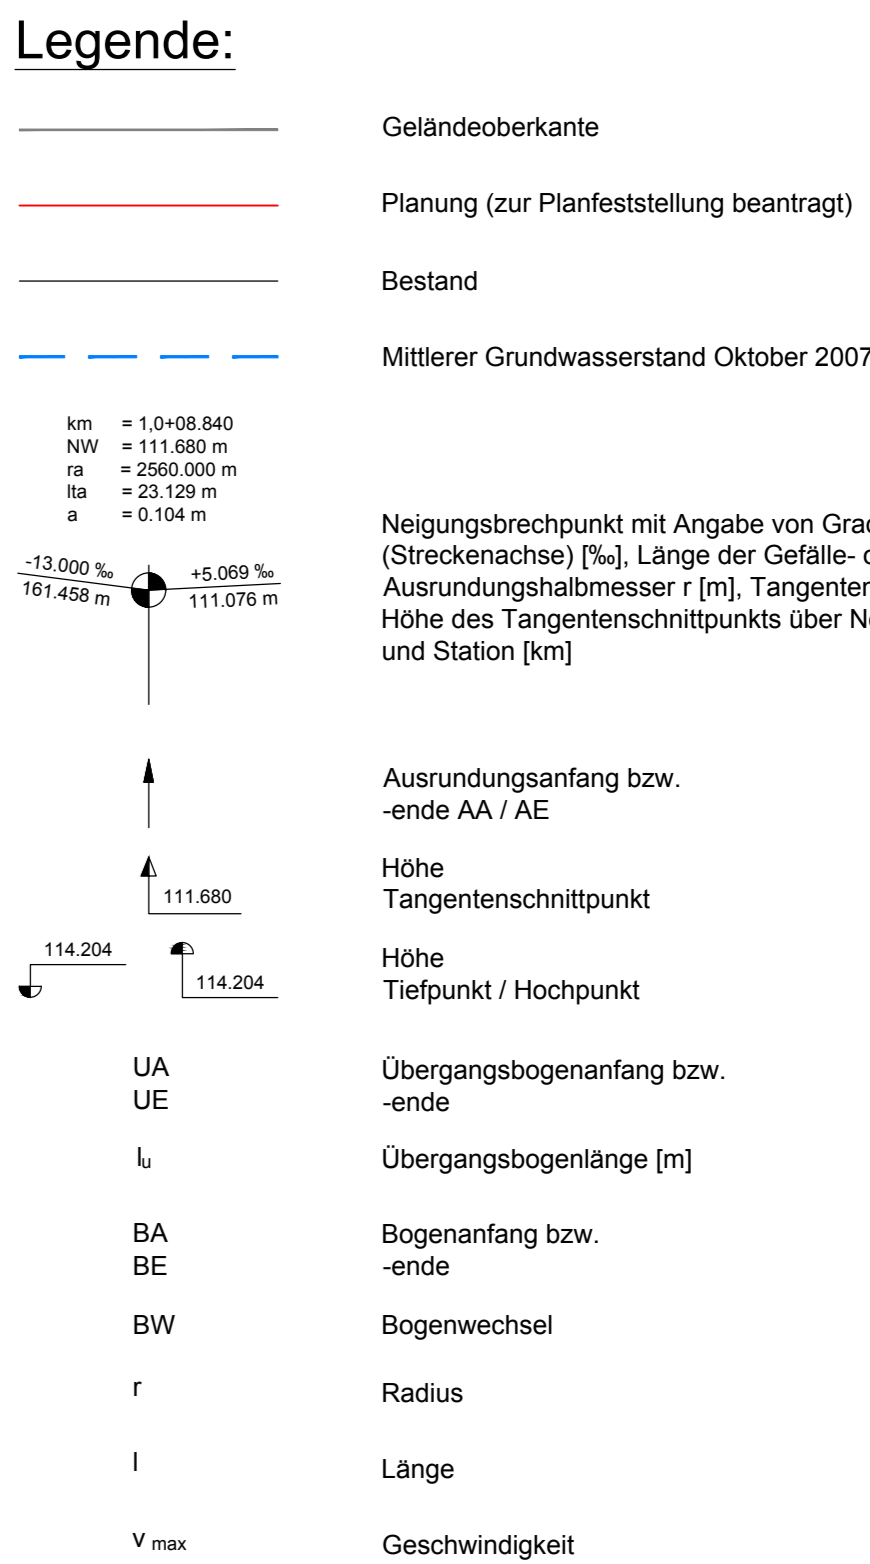 Legende:
Geländeoberkante
Planung (zur Planfeststellung beantragt)
Bestand
Mittlerer Grundwasserstand Oktober 2007
km = 1,0+08.840
NW = 111.680 m
ra = 2560.000 m
lta = 23.129 m
a = 0.104 m
-13.000 ‰
161.458 m
+5.069 ‰
111.076 m
Neigungsbrechpunkt mit Angabe von
(Streckenachse) [‰], Länge der Gefälle-
Ausrundungshalbmesser r [m],
Höhe des Tangentenschnittpunkts über
und Station [km]
Ausrundungsanfang bzw.
-ende AA / AE
111.680
Höhe
Tangentenschnittpunkt
114.204
114.204
Höhe
Tiefpunkt / Hochpunkt
UA
UE
Übergangsbogenanfang bzw.
-ende
lu
Übergangsbogenlänge [m]
BA
BE
Bogenanfang bzw.
-ende
BW
Bogenwechsel
r
Radius
l
Länge
v max
Geschwindigkeit